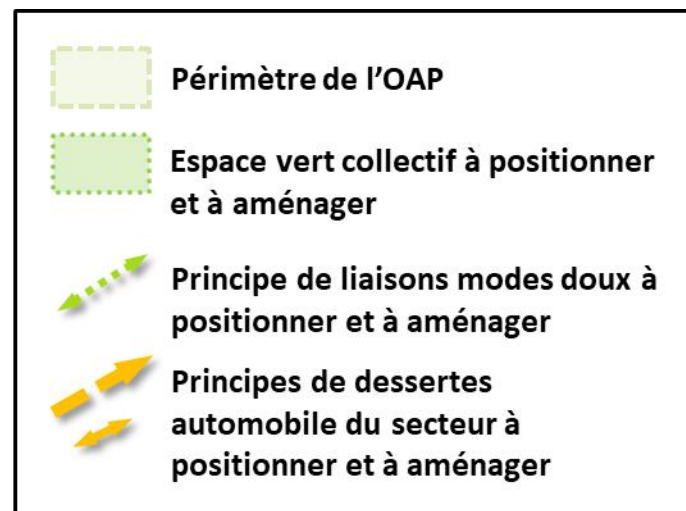 Périmètre de l’OAP
Espace vert collectif à positionner
et à aménager
Principe de liaisons modes doux à
positionner et à aménager
Principes de dessertes
automobile du secteur à
positionner et à aménager